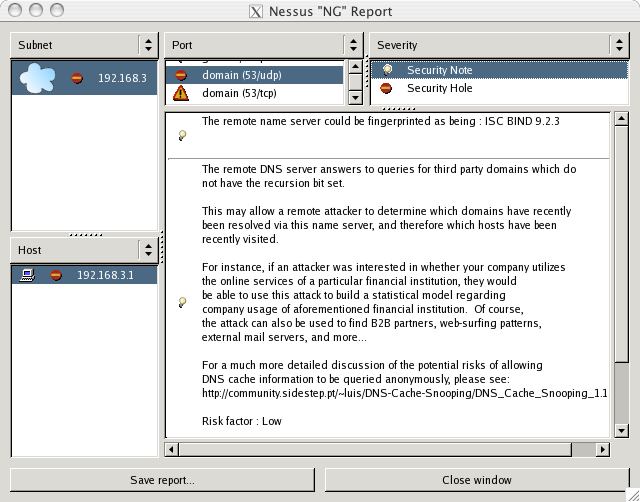 Nessus "NG" Report
Subnet
Port
Severity
192.168.3
domain (53/udp)
domain (53/tcp)
Security Note
Security Hole
Host
192.168.3.1
The remote name server could be fingerprinted as being : ISC BIND 9.2.3
The remote DNS server answers to queries for third party domains which do
not have the recursion bit set.
This may allow a remote attacker to determine which domains have recently
been resolved via this name server, and therefore which hosts have been
recently visited.
For instance, if an attacker was interested in whether your company utilizes
the online services of a particular financial institution, they would
be able to use this attack to build a statistical model regarding
company usage of aforementioned financial institution.  Of course,
the attack can also be used to find B2B partners, web-surfing patterns,
external mail servers, and more...
For a much more detailed discussion of the potential risks of allowing
DNS cache information to be queried anonymously, please see:
http://community.sidestep.pt/~luis/DNS-Cache-Snooping/DNS_Cache_Snooping_1.1
Risk factor : Low
Save report...
Close window